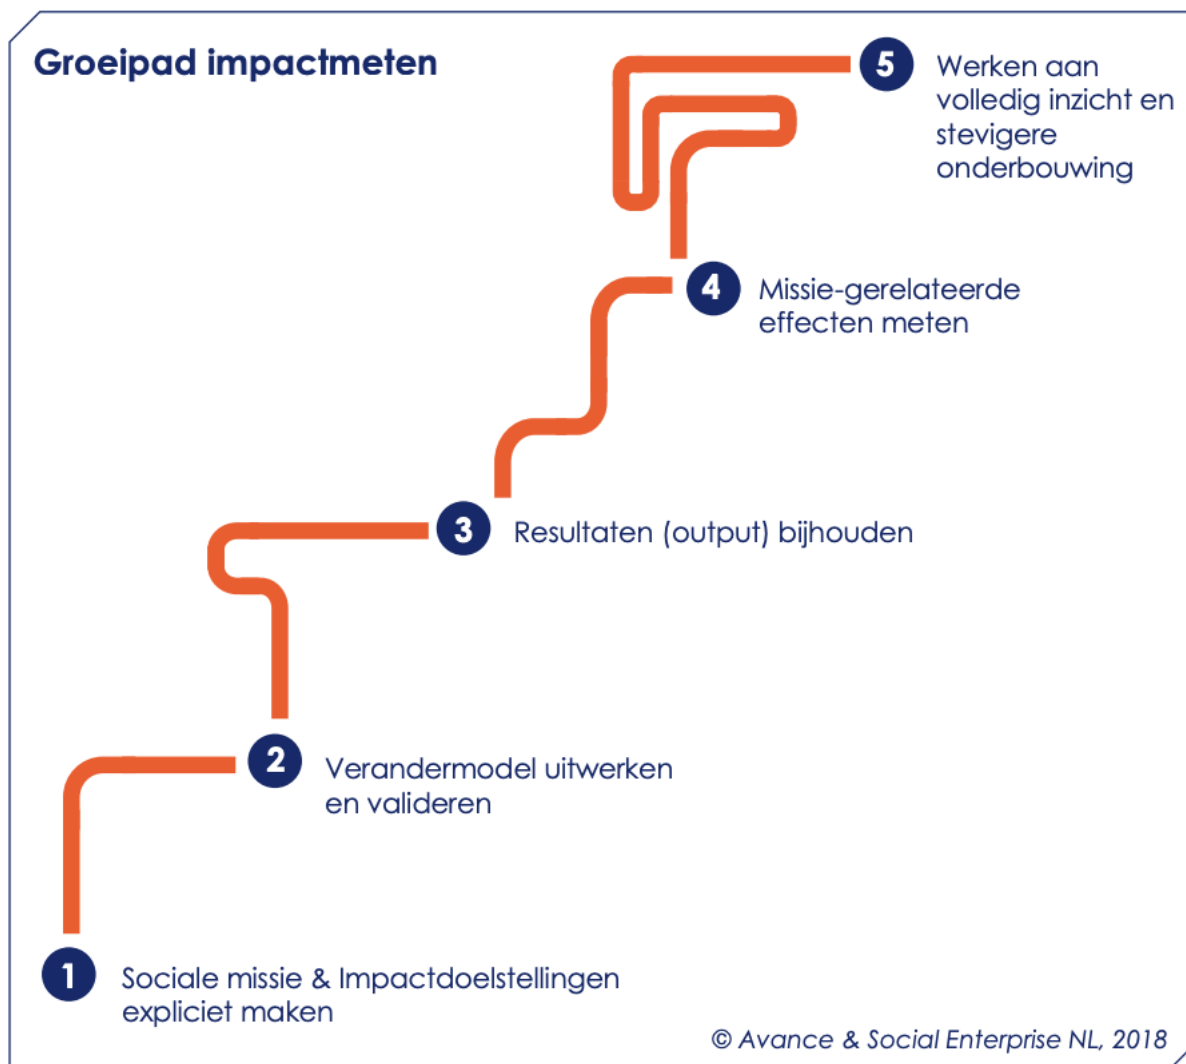 Groeipad impactmeten
5
Werken aan
volledig inzicht en
stevigere
onderbouwing
4
Missie-gerelateerde
effecten meten
3
Resultaten (output) bijhouden
2
Verandermodel uitwerken
en valideren
1
Sociale missie & Impactdoelstellingen
expliciet maken
© Avance & Social Enterprise NL, 2018